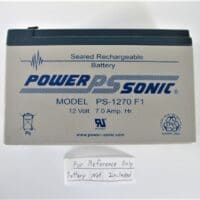 Sealed Rechargeable
Battery
POWER PS SONIC
MODEL PS-1270 F1
12 Volt 7.0 Amp. Hr.
www.power-sonic.com
Pb
For Reference Only
Battery Not Included